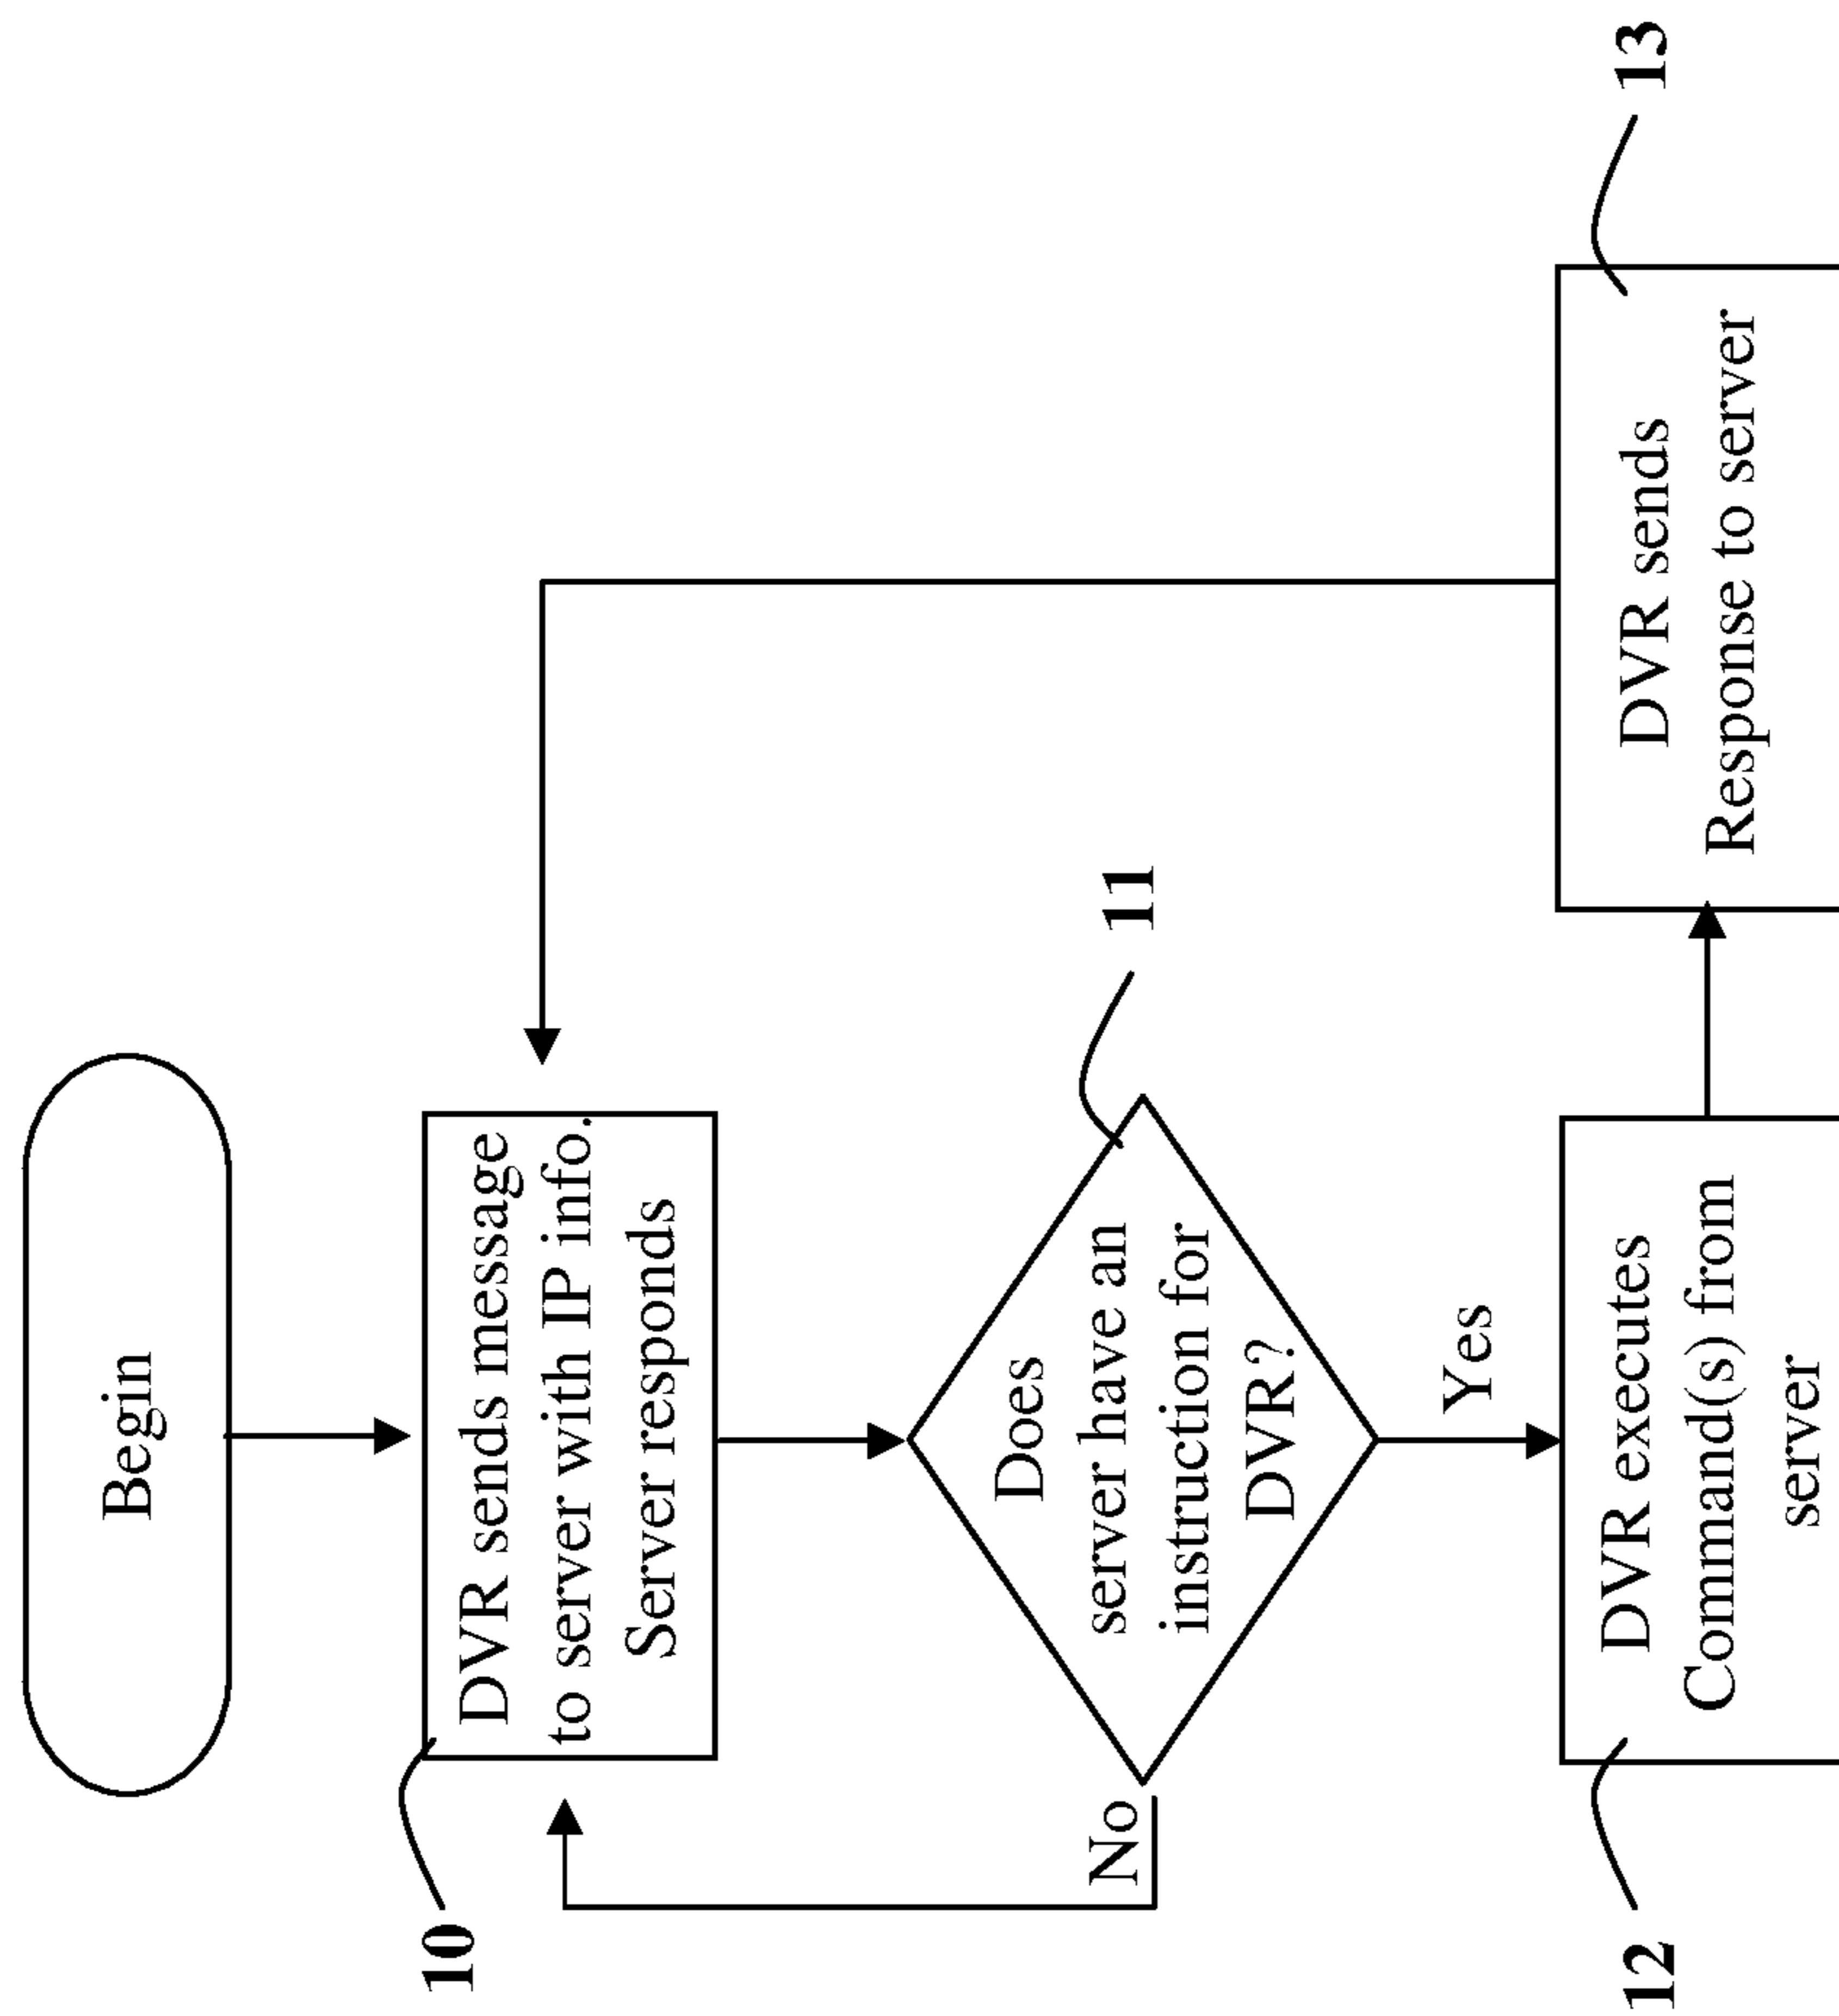 Begin
10
DVR sends message
to server with IP info.
Server responds
11
Does
server have an
instruction for
DVR?
No
Yes
12
DVR executes
Command(s) from
server
13
DVR sends
Response to server